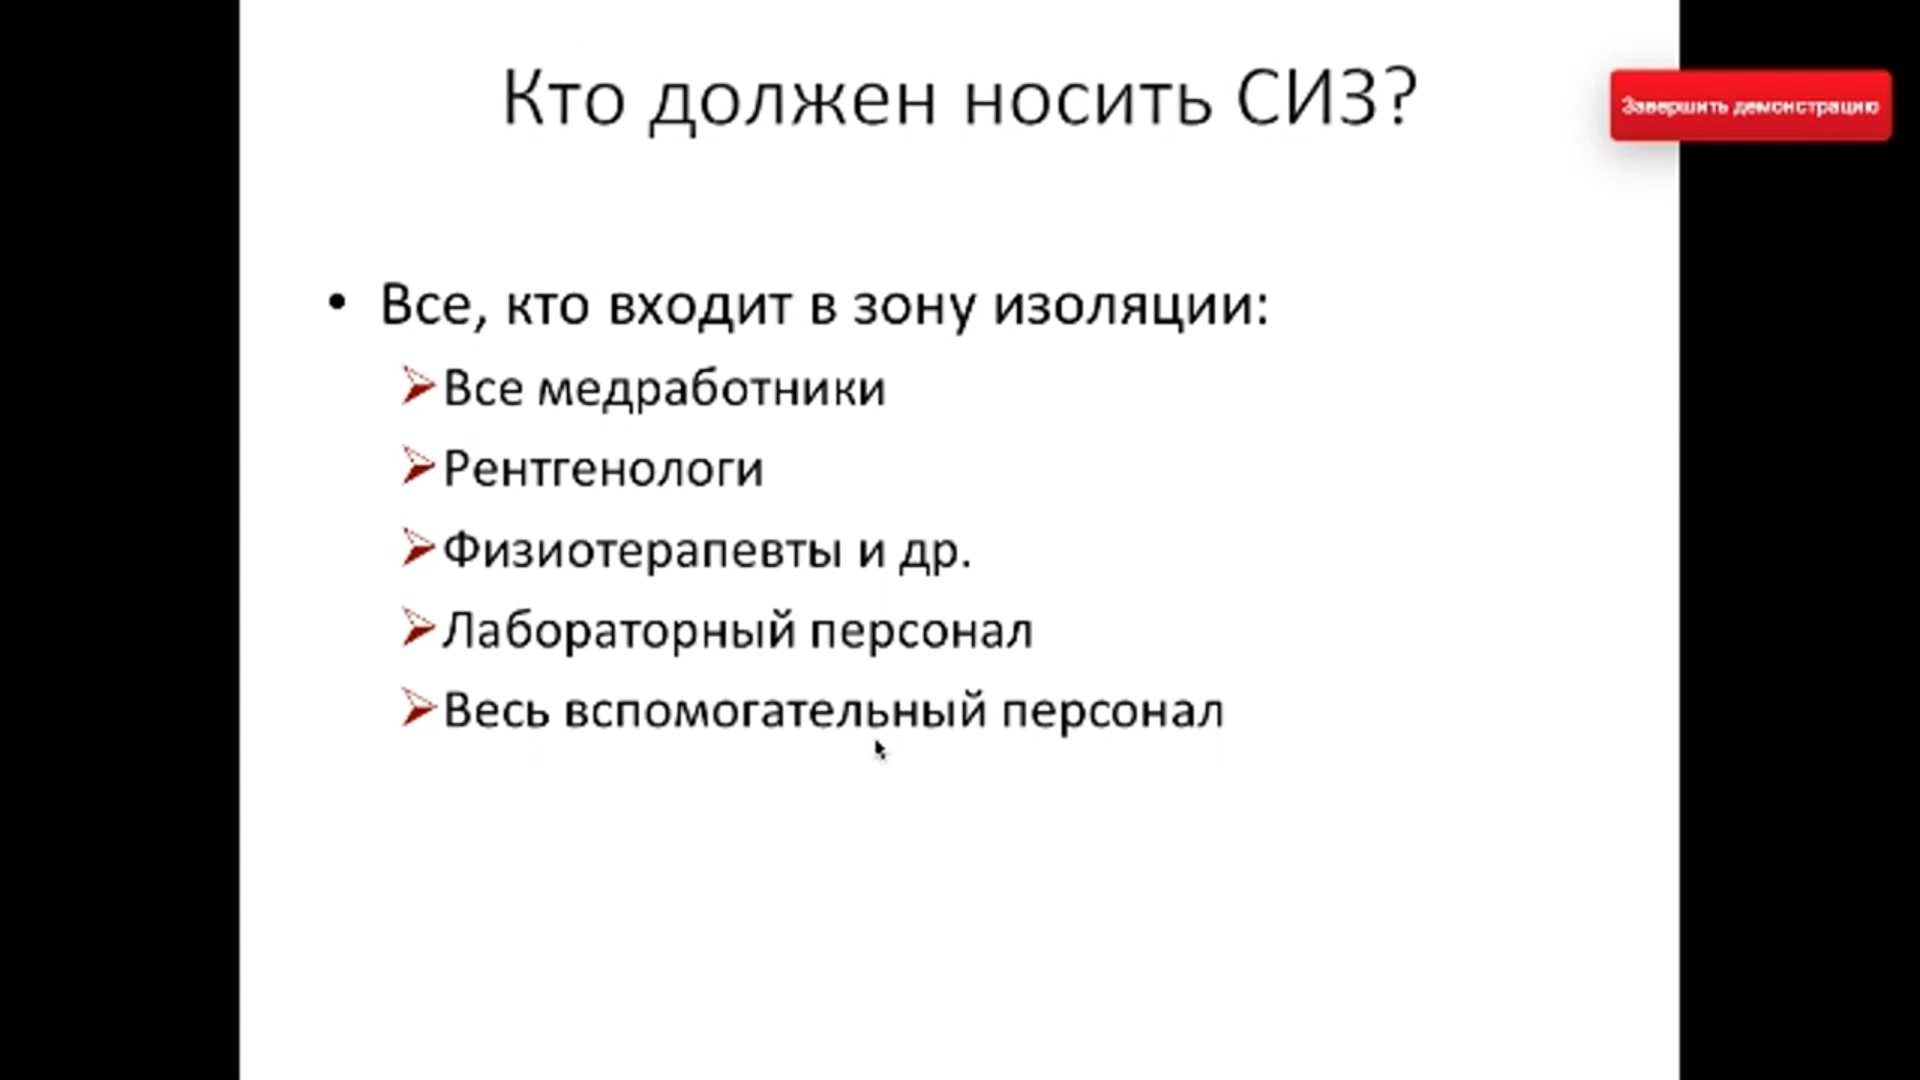 Кто должен носить СИЗ?
Завершить демонстрацию
• Все, кто входит в зону изоляции:
Все медработники
Рентгенологи
Физиотерапевты и др.
Лабораторный персонал
Весь вспомогательный персонал